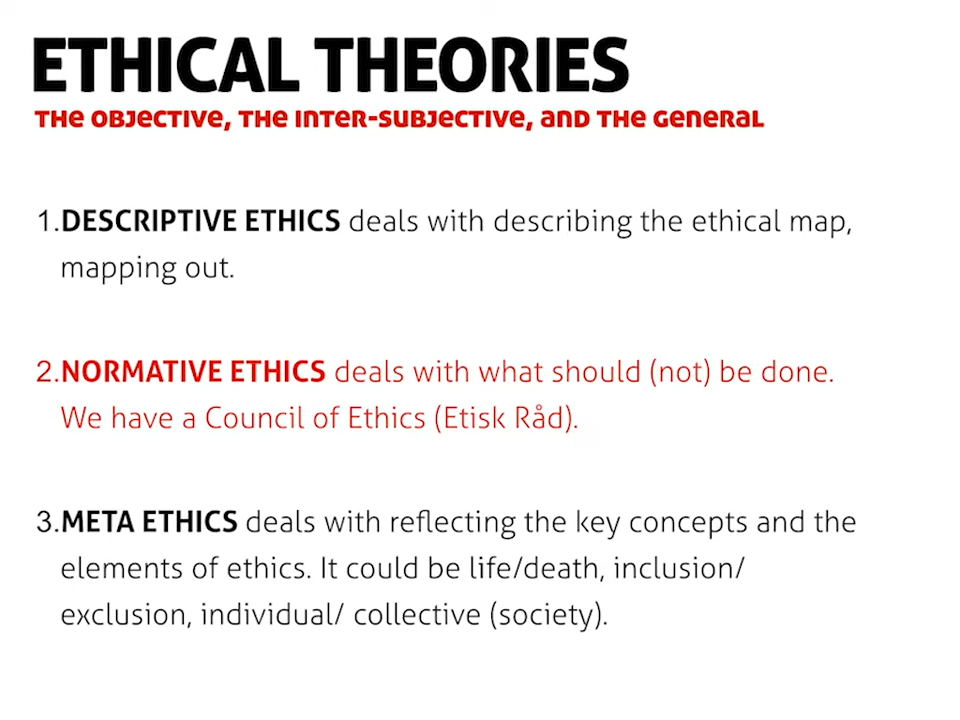 ETHICAL THEORIES
THE OBJECTIVE, THE INTER-SUBJECTIVE, AND THE GENERAL
1.DESCRIPTIVE ETHICS deals with describing the ethical map,
mapping out.
2.NORMATIVE ETHICS deals with what should (not) be done.
We have a Council of Ethics (Etisk Råd).
3.META ETHICS deals with reflecting the key concepts and the
elements of ethics. It could be life/death, inclusion/
exclusion, individual/ collective (society).